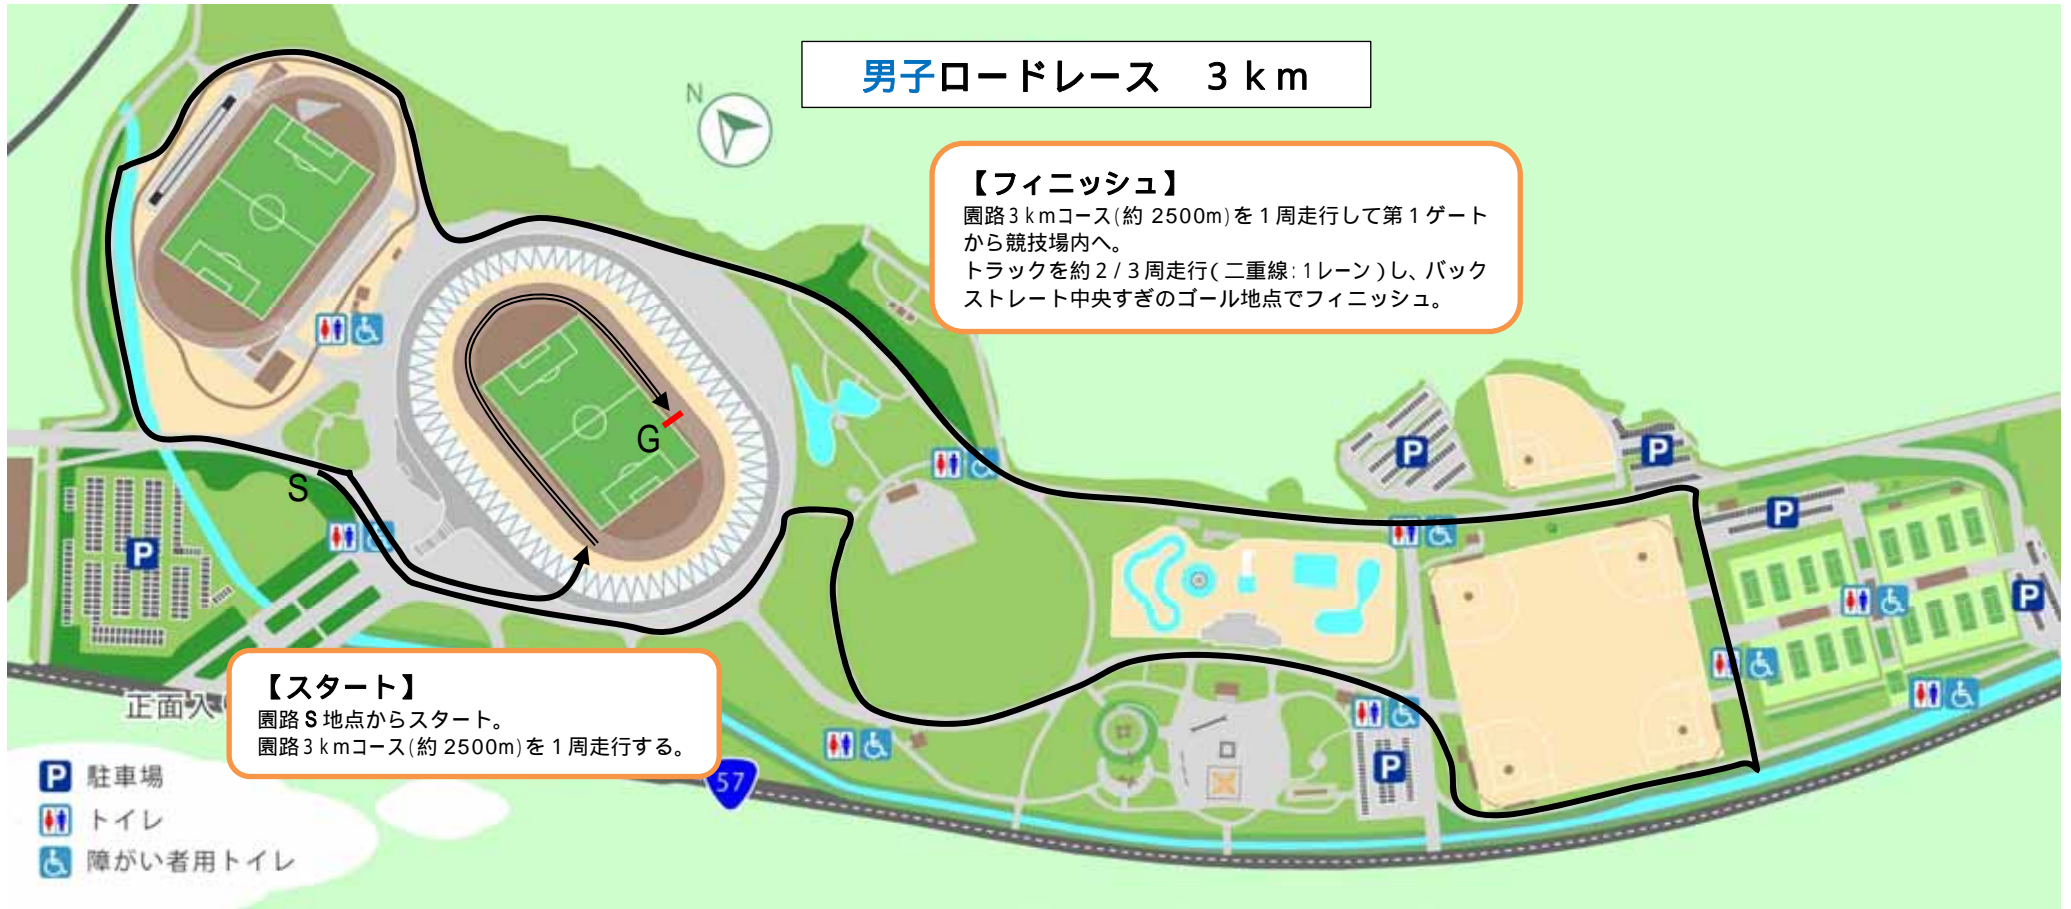 男子ロードレース　３ｋｍ
N
【フィニッシュ】
園路３ｋｍコース(約 2500m)を１周走行して第１ゲート
から競技場内へ。
トラックを約２/３周走行(二重線:1レーン)し、バック
ストレート中央すぎのゴール地点でフィニッシュ。
G
S
P
P
P
P
P
P
【スタート】
園路 S 地点からスタート。
園路３ｋｍコース(約 2500m)を１周走行する。
正面入
57
P 駐車場
トイレ
障がい者用トイレ